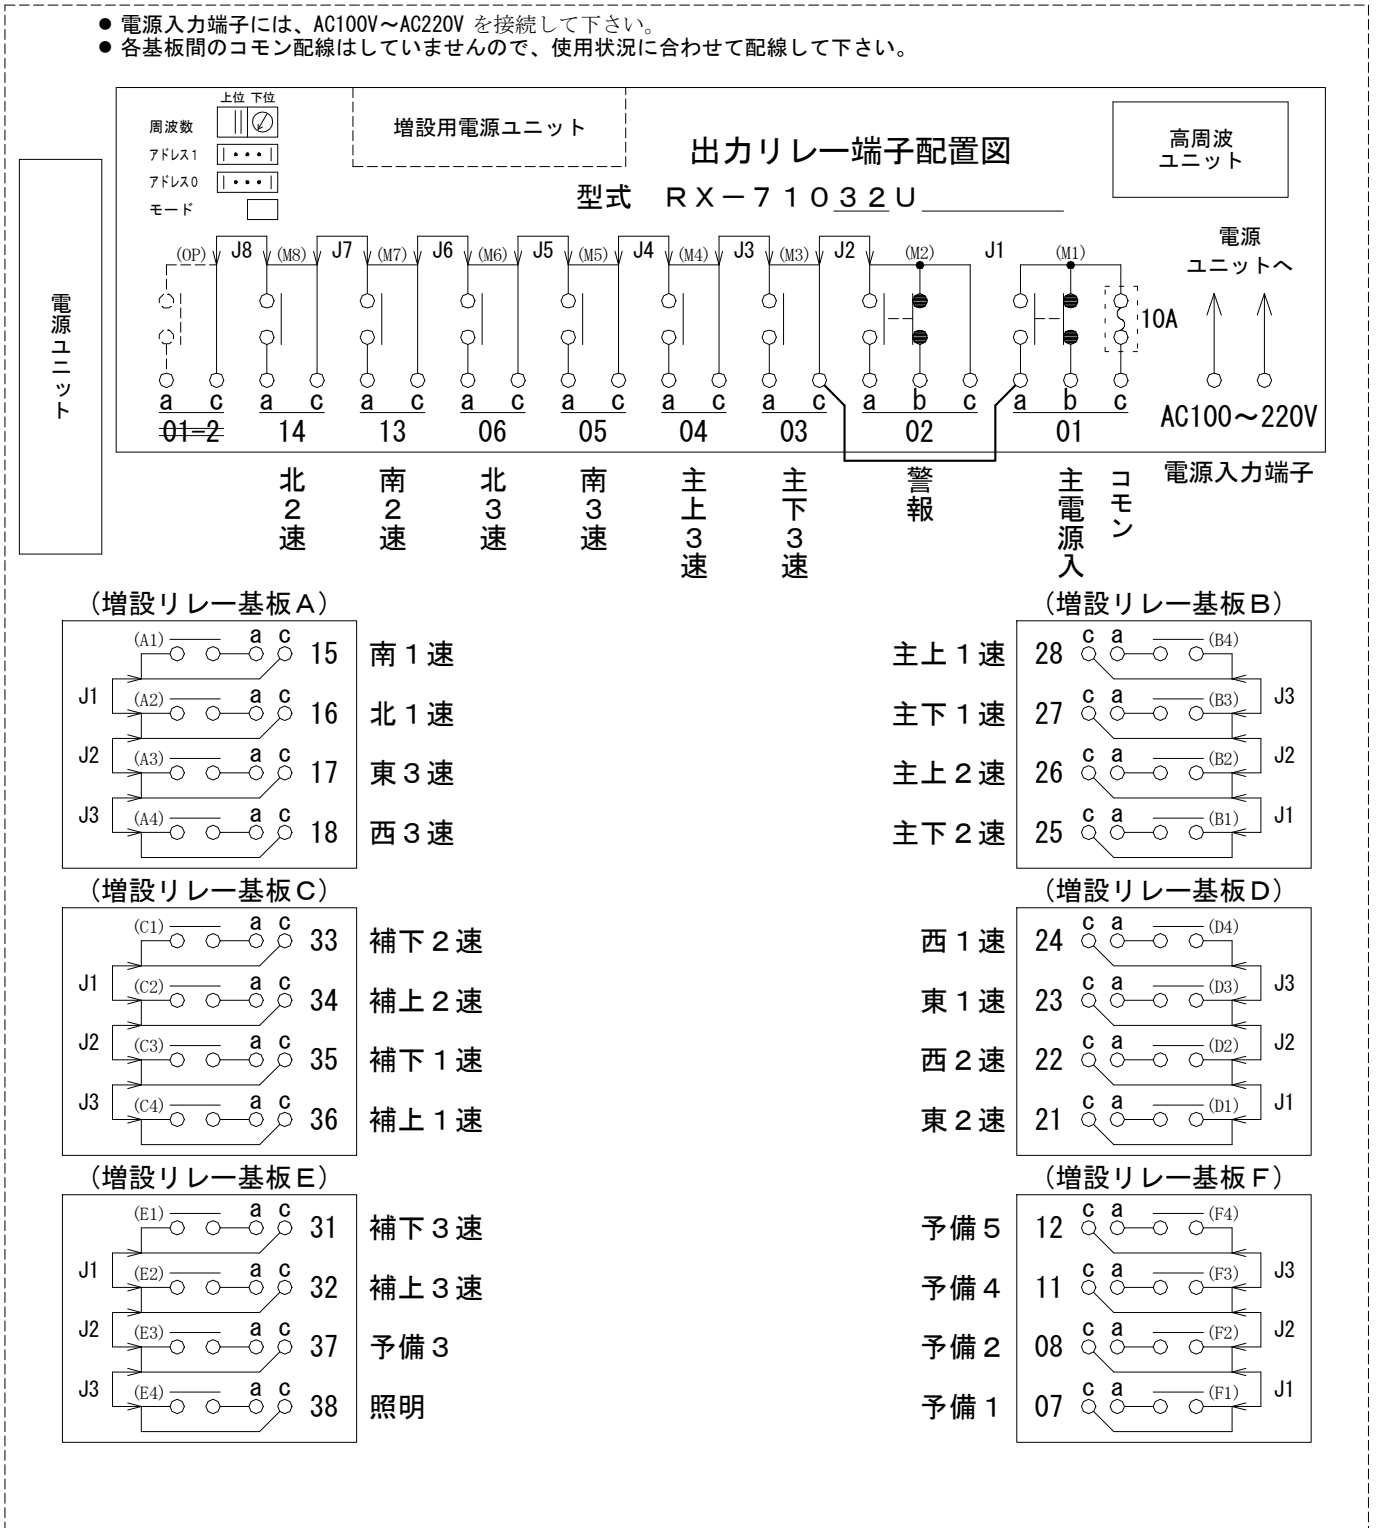 ● 電源入力端子には、AC100V～AC220V を接続して下さい。
● 各基板間のコモン配線はしていませんので、使用状況に合わせて配線して下さい。
上位 下位
周波数
アドレス1
アドレス0
モード
増設用電源ユニット
出力リレー端子配置図
型式 RX－71032U
高周波
ユニット
電源ユニット
(OP) J8 (M8) J7 (M7) J6 (M6) J5 (M5) J4 (M4) J3 (M3) J2 (M2) J1 (M1)
電源
ユニットへ
10A
a c a c a c a c a c a c a c a b c a b c
01-2 14 13 06 05 04 03 02 01
AC100～220V
電源入力端子
北2速
南2速
北3速
南3速
主上3速
主下3速
警報
主電源入
コモン
(増設リレー基板A)
(A1) a c 15 南1速
J1
(A2) a c 16 北1速
J2
(A3) a c 17 東3速
J3
(A4) a c 18 西3速
(増設リレー基板B)
主上1速 28 c a (B4)
J3
主下1速 27 c a (B3)
J2
主上2速 26 c a (B2)
J1
主下2速 25 c a (B1)
(増設リレー基板C)
(C1) a c 33 補下2速
J1
(C2) a c 34 補上2速
J2
(C3) a c 35 補下1速
J3
(C4) a c 36 補上1速
(増設リレー基板D)
西1速 24 c a (D4)
J3
東1速 23 c a (D3)
J2
西2速 22 c a (D2)
J1
東2速 21 c a (D1)
(増設リレー基板E)
(E1) a c 31 補下3速
J1
(E2) a c 32 補上3速
J2
(E3) a c 37 予備3
J3
(E4) a c 38 照明
(増設リレー基板F)
予備5 12 c a (F4)
J3
予備4 11 c a (F3)
J2
予備2 08 c a (F2)
J1
予備1 07 c a (F1)